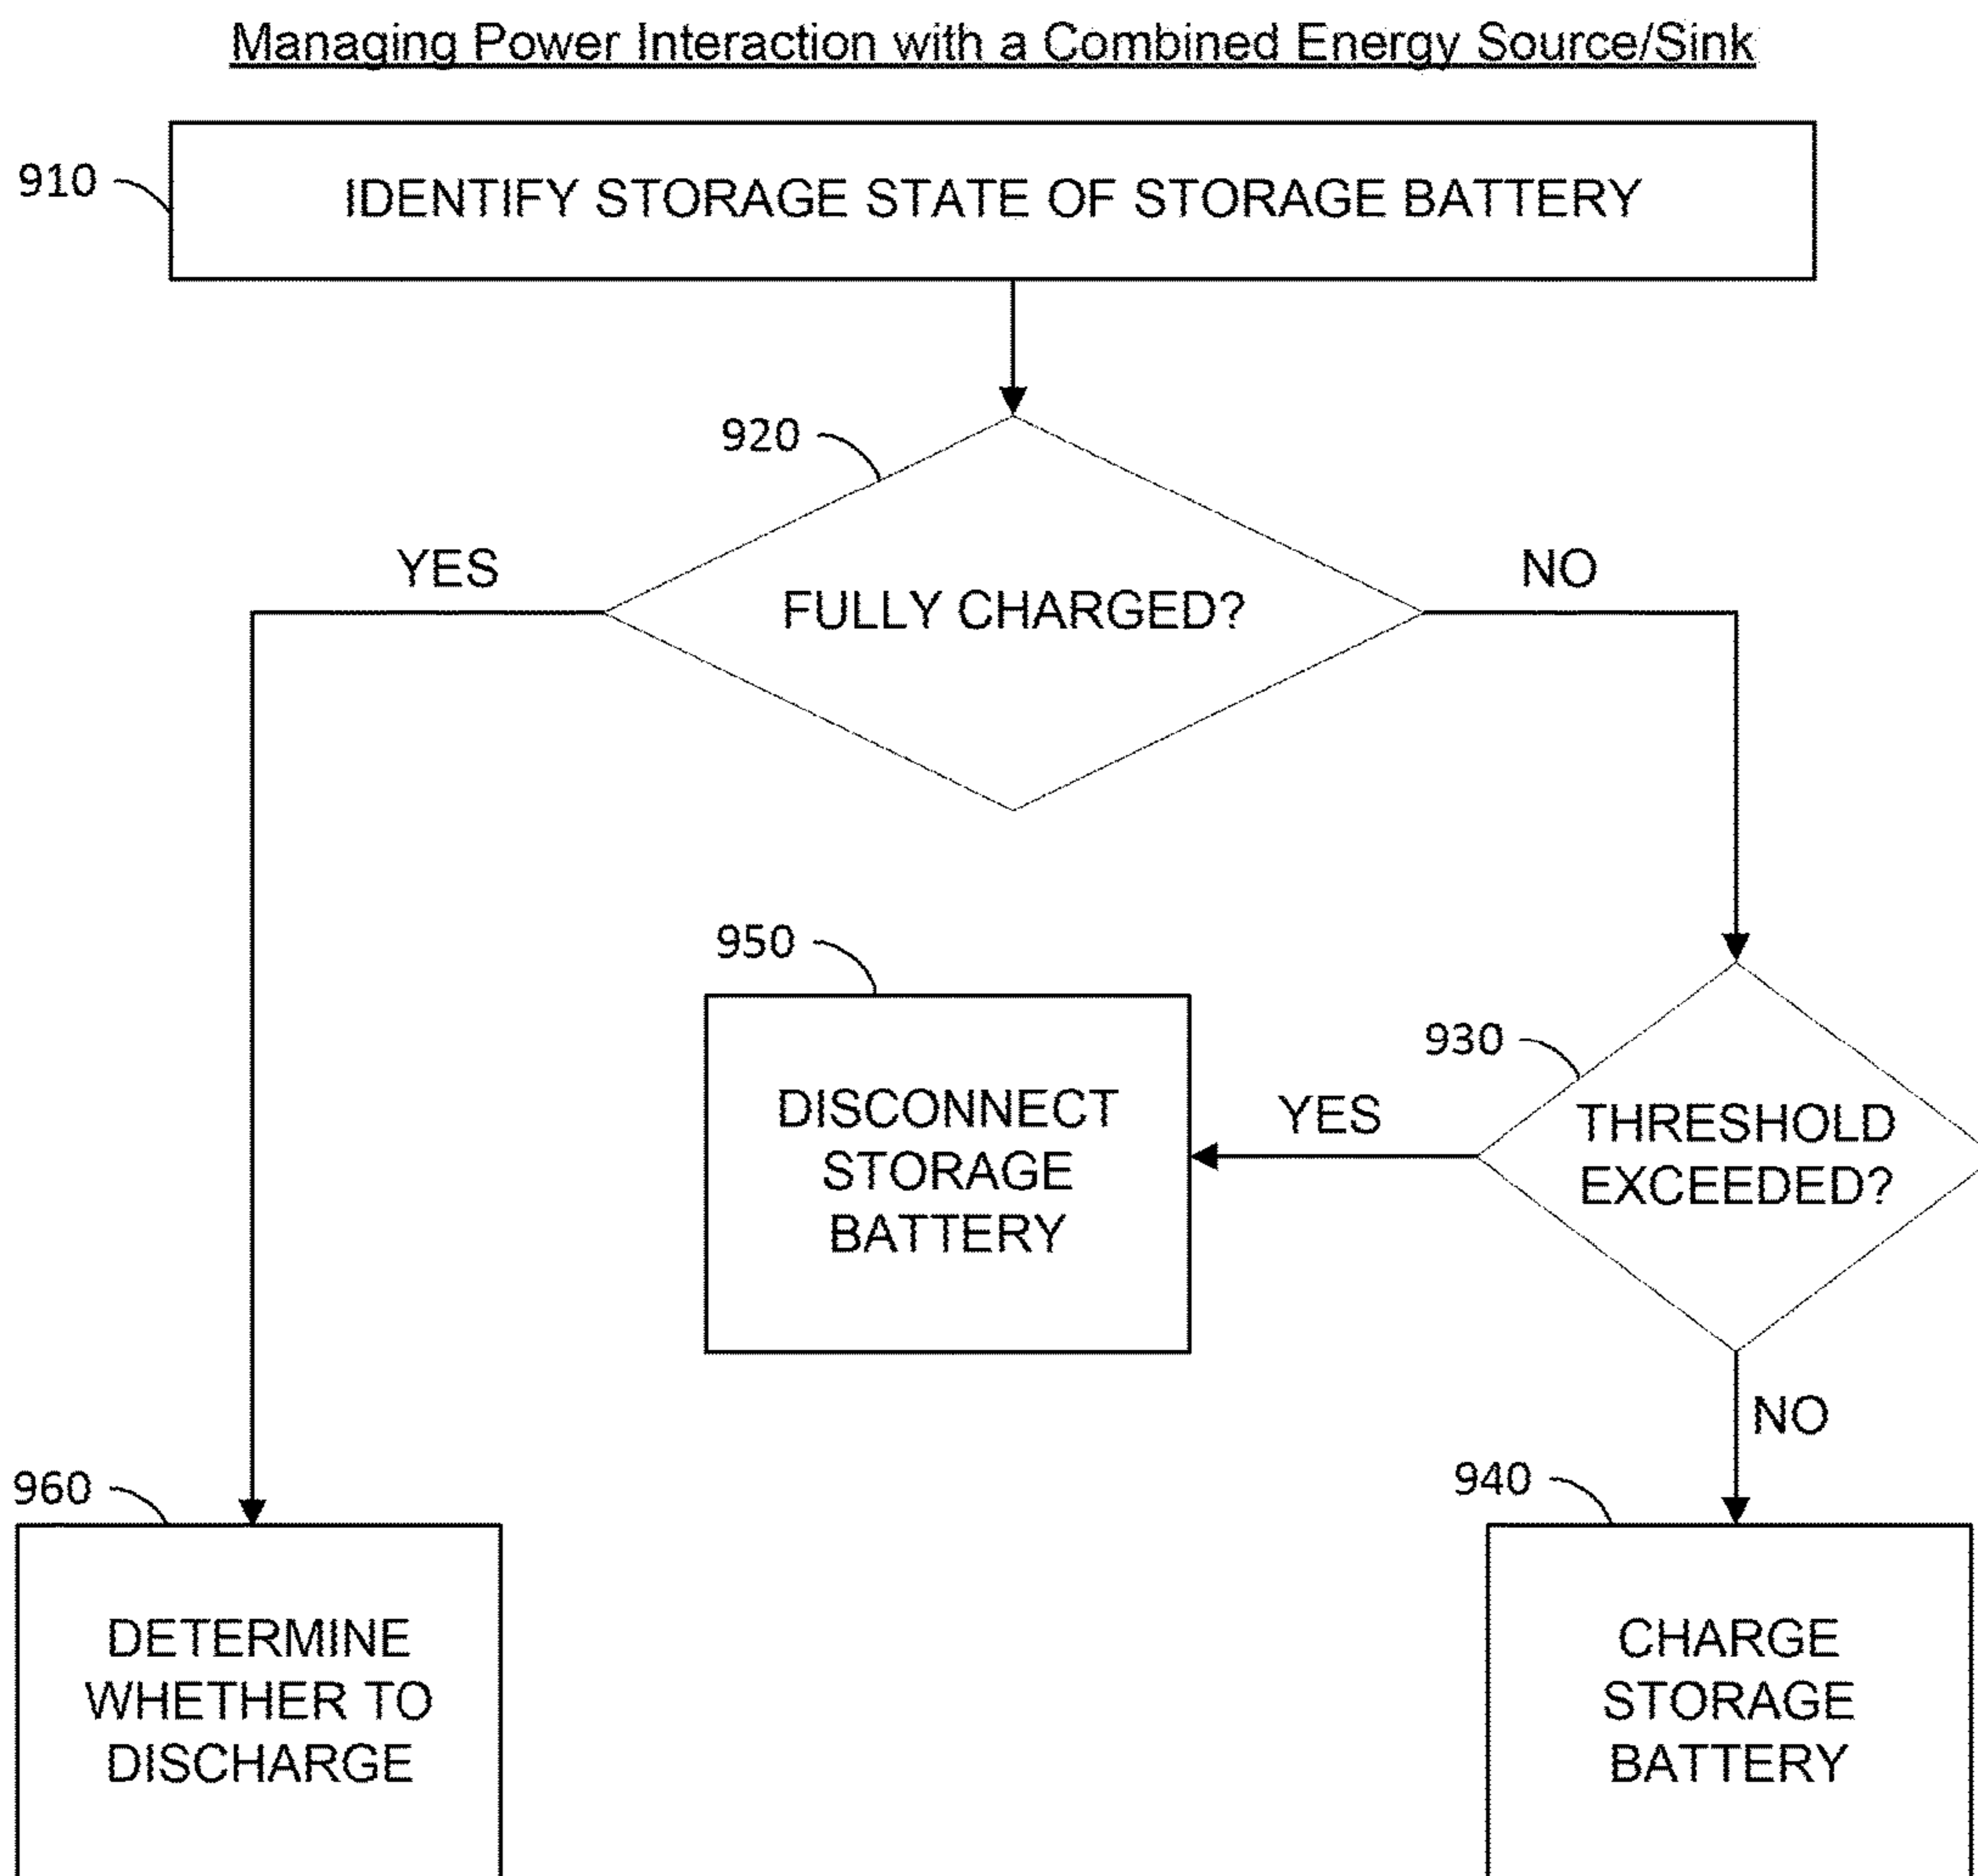 Managing Power Interaction with a Combined Energy Source/Sink
910
IDENTIFY STORAGE STATE OF STORAGE BATTERY
920
YES
FULLY CHARGED?
NO
950
DISCONNECT
STORAGE
BATTERY
930
YES
THRESHOLD
EXCEEDED?
NO
960
DETERMINE
WHETHER TO
DISCHARGE
940
CHARGE
STORAGE
BATTERY